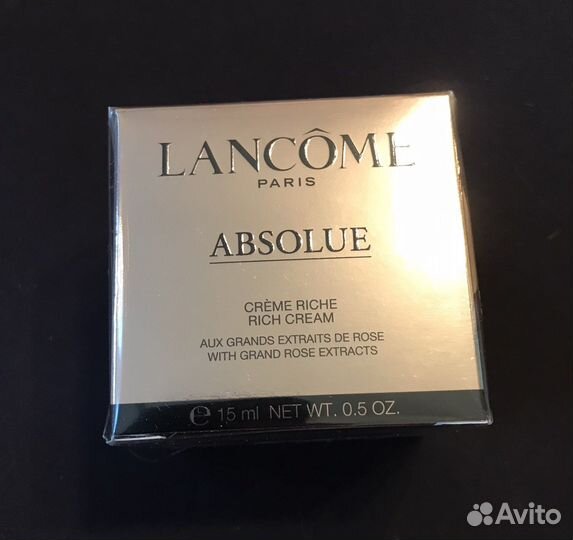 LANCÔME
PARIS
ABSOLUE
CRÈME RICHE
RICH CREAM
AUX GRANDS EXTRAITS DE ROSE
WITH GRAND ROSE EXTRACTS
℮ 15 ml NET WT. 0.5 OZ.
Avito